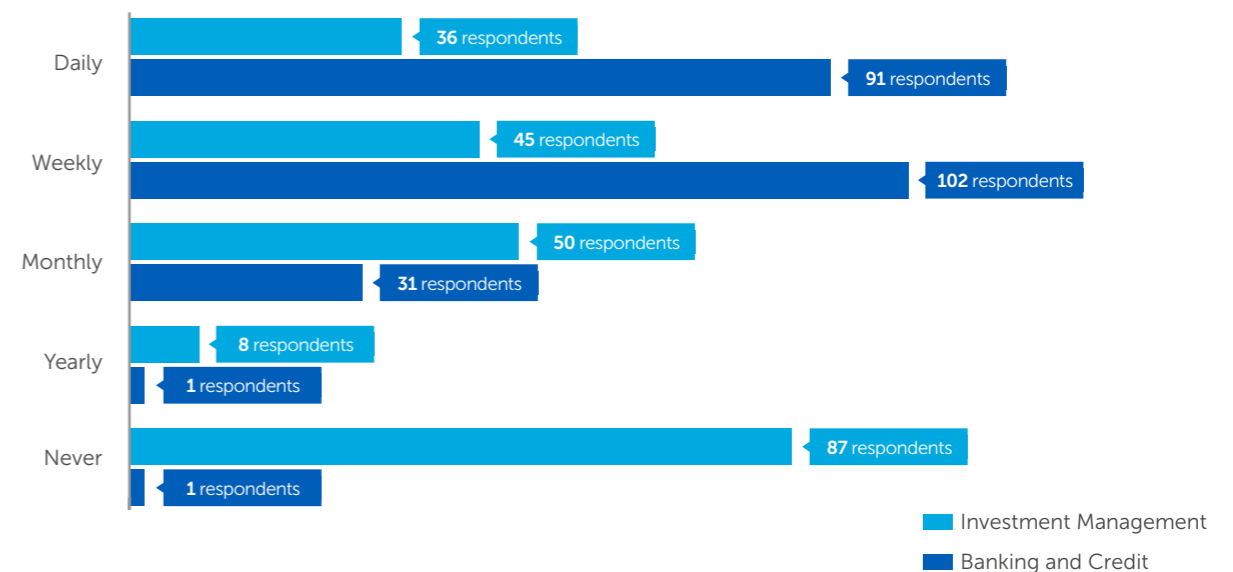 36 respondents
Daily
91 respondents
45 respondents
Weekly
102 respondents
50 respondents
Monthly
31 respondents
8 respondents
Yearly
1 respondents
87 respondents
Never
1 respondents
Investment Management
Banking and Credit